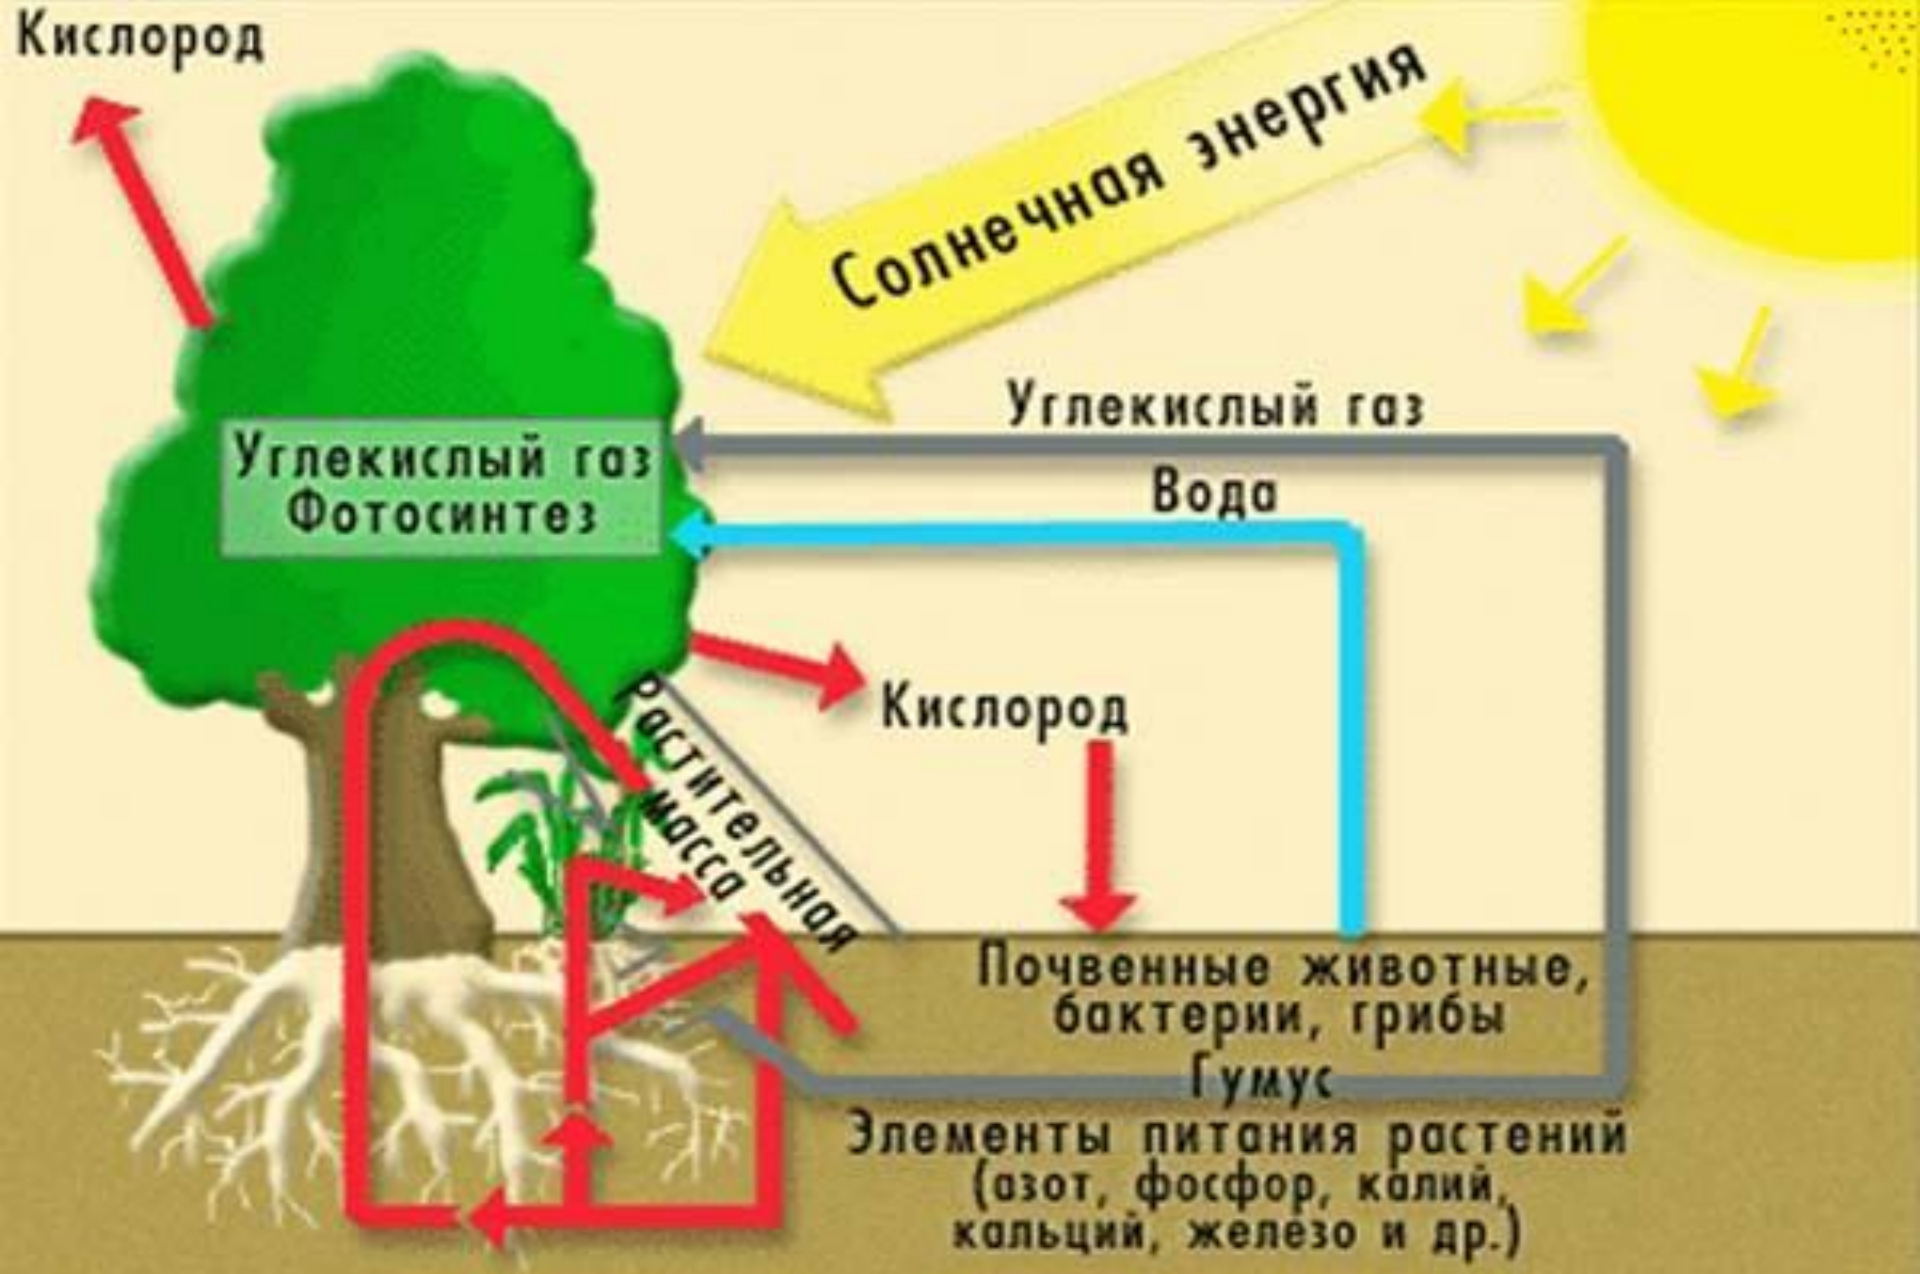 Кислород
Солнечная энергия
Углекислый газ
Углекислый газ
Фотосинтез
Вода
Кислород
Растительная
масса
Почвенные животные,
бактерии, грибы
Гумус
Элементы питания растений
(азот, фосфор, калий,
кальций, железо и др.)